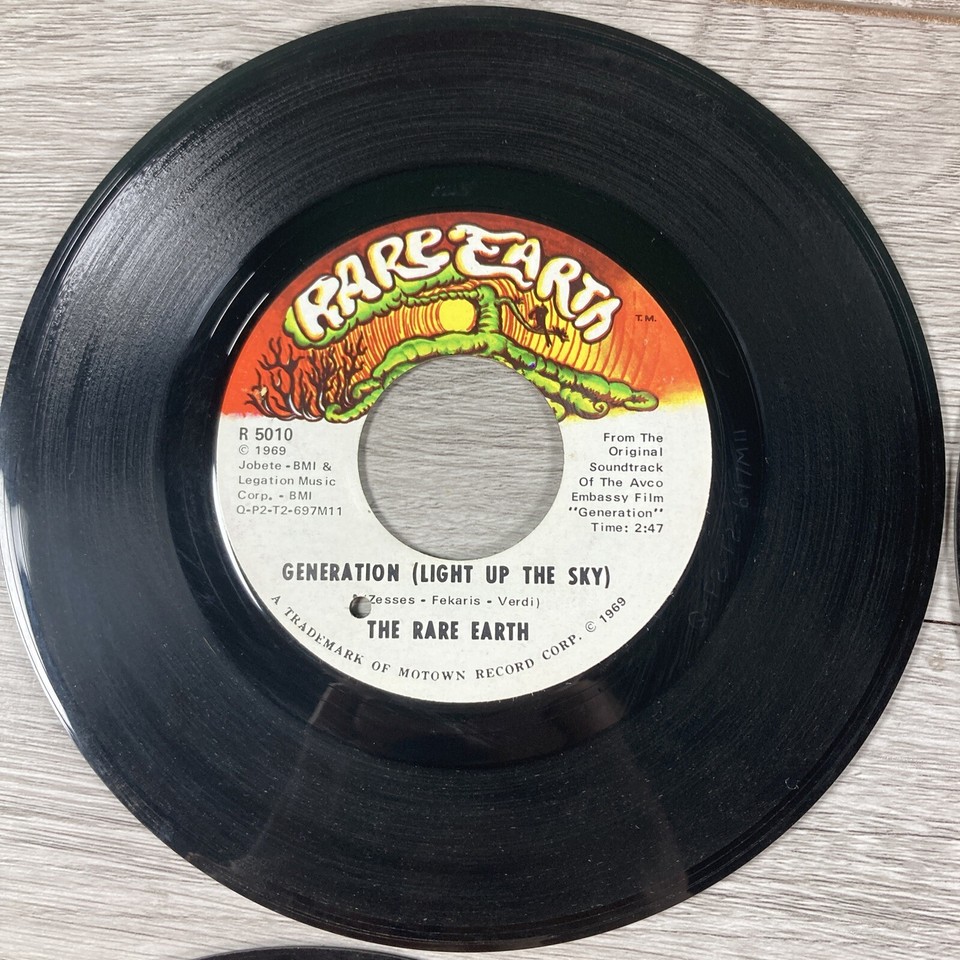 RARE EARTH
T.M.
R 5010
© 1969
Jobete - BMI &
Legation Music
Corp. - BMI
Q-P2-T2-697M11
From The
Original
Soundtrack
Of The Avco
Embassy Film
"Generation"
Time: 2:47
GENERATION (LIGHT UP THE SKY)
Zesses - Fekaris - Verdi)
THE RARE EARTH
A TRADEMARK OF MOTOWN RECORD CORP. © 1969